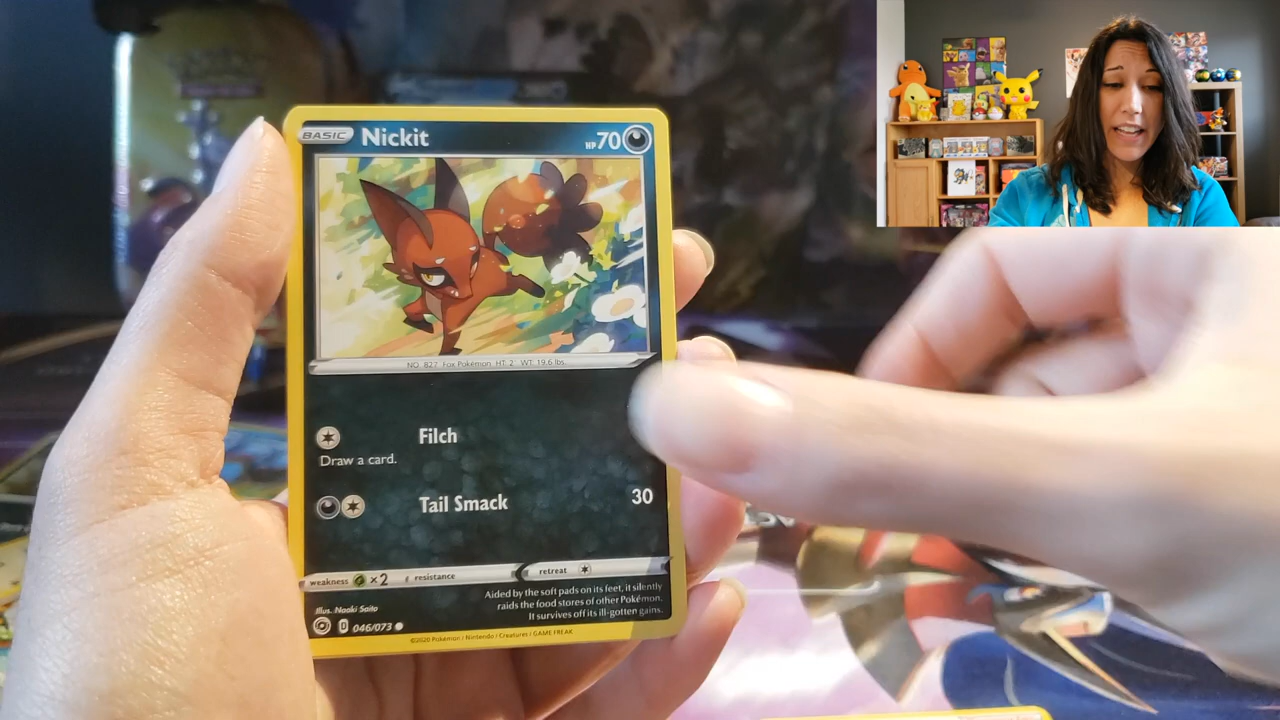 BASIC Nickit HP 70
NO. 827 Fox Pokémon HT: 2' WT: 19.6 lbs.
Filch
Draw a card.
Tail Smack 30
weakness ×2 resistance retreat
Aided by the soft pads on its feet, it silently
raids the food stores of other Pokémon.
It survives off its ill-gotten gains.
Illus. Naoki Saito
D 046/073
©2020 Pokémon / Nintendo / Creatures / GAME FREAK